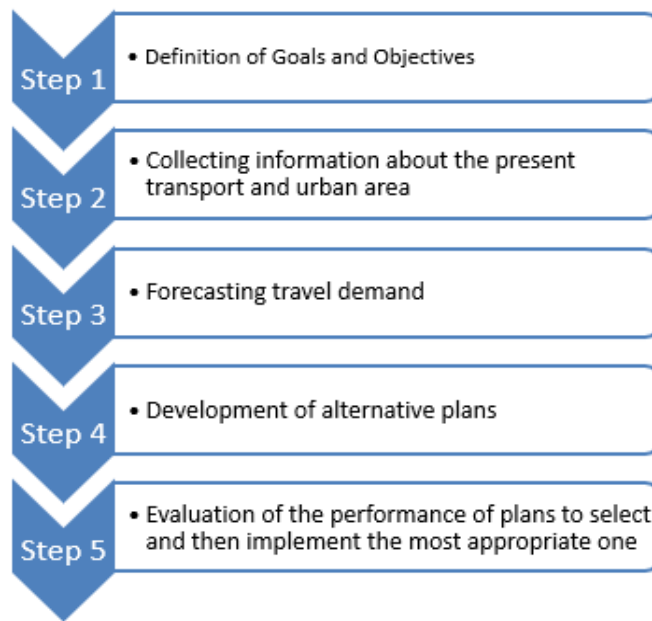 Step 1
• Definition of Goals and Objectives
Step 2
• Collecting information about the present
transport and urban area
Step 3
• Forecasting travel demand
Step 4
• Development of alternative plans
Step 5
• Evaluation of the performance of plans to select
and then implement the most appropriate one